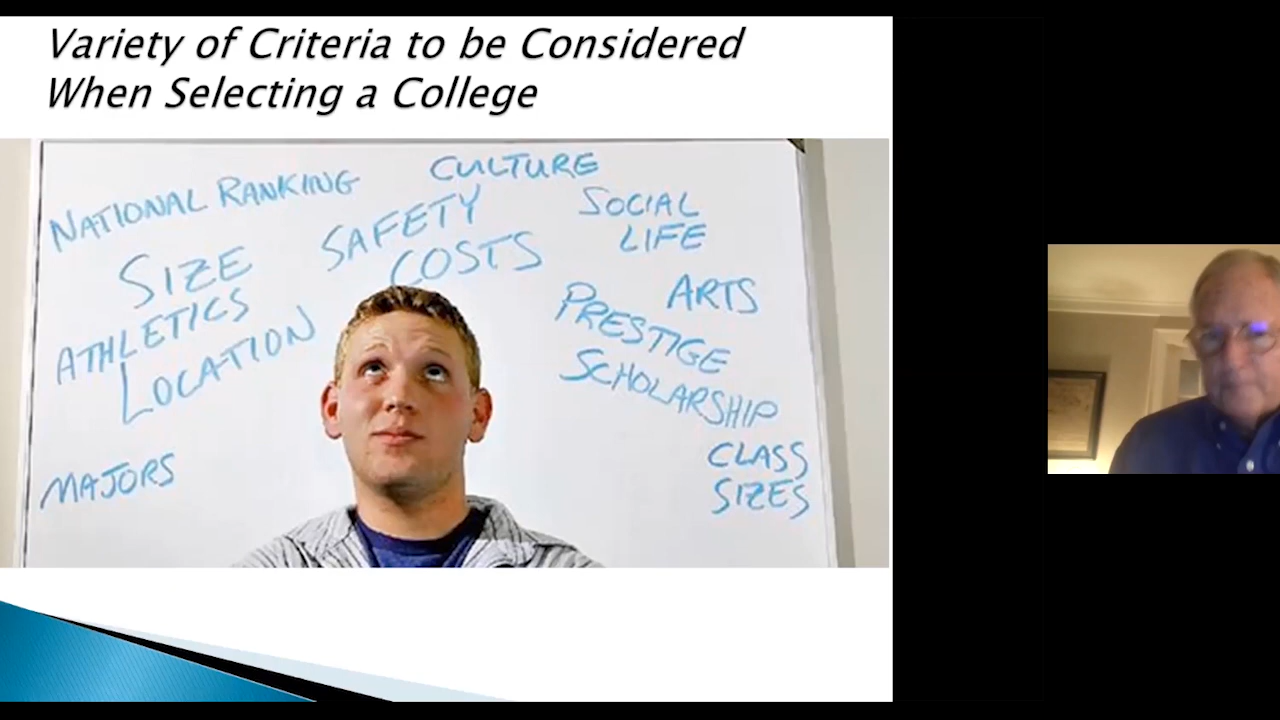 Variety of Criteria to be Considered
When Selecting a College
NATIONAL RANKING
CULTURE
SAFETY
SOCIAL
LIFE
SIZE
COSTS
ATHLETICS
ARTS
LOCATION
PRESTIGE
SCHOLARSHIP
MAJORS
CLASS
SIZES